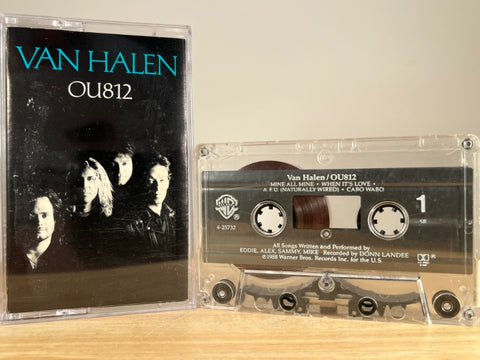 VAN HALEN
OU812
Van Halen/OU812
MINE ALL MINE • WHEN IT'S LOVE •
A.F.U. (NATURALLY WIRED) • CABO WABO
1
4-25732
All Songs Written and Performed by
EDDIE, ALEX, SAMMY, MIKE Recorded by DONN LANDEE
℗1988 Warner Bros. Records Inc. for the U.S.